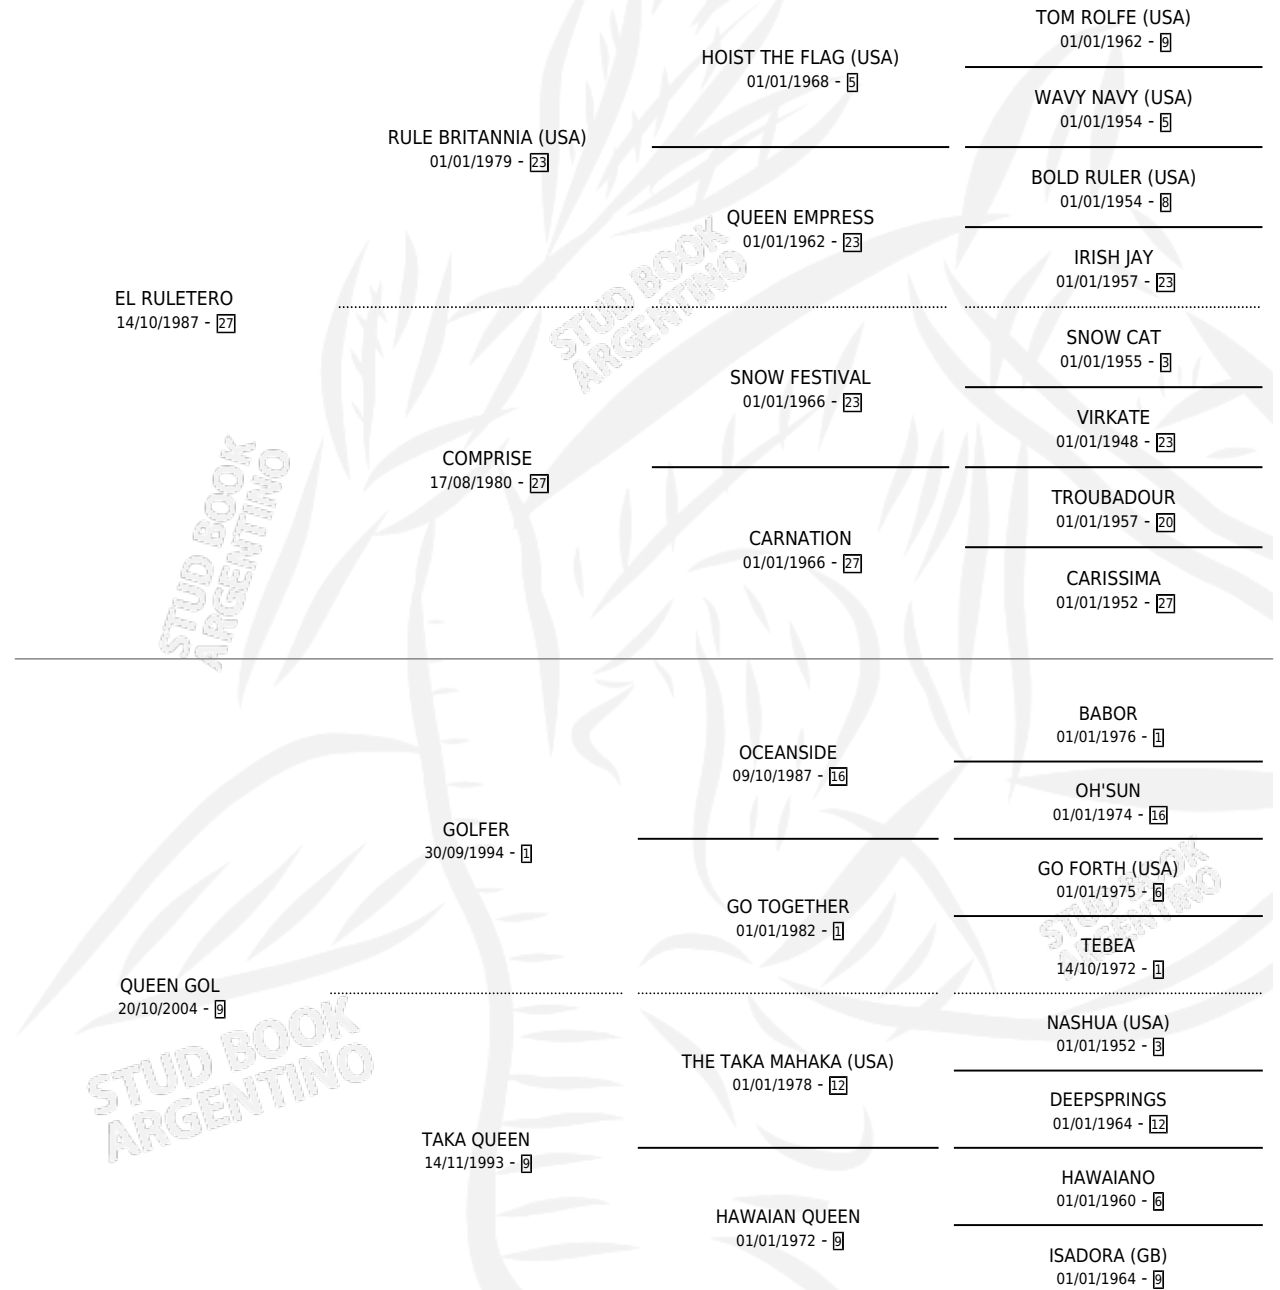 TOM ROLFE (USA)
01/01/1962 - 9
HOIST THE FLAG (USA)
01/01/1968 - 5
WAVY NAVY (USA)
01/01/1954 - 5
RULE BRITANNIA (USA)
01/01/1979 - 23
BOLD RULER (USA)
01/01/1954 - 8
QUEEN EMPRESS
01/01/1962 - 23
IRISH JAY
01/01/1957 - 23
EL RULETERO
14/10/1987 - 27
SNOW CAT
01/01/1955 - 3
SNOW FESTIVAL
01/01/1966 - 23
VIRKATE
01/01/1948 - 23
COMPRISE
17/08/1980 - 27
TROUBADOUR
01/01/1957 - 20
CARNATION
01/01/1966 - 27
CARISSIMA
01/01/1952 - 27
STUD BOOK
ARGENTINO
STUD BOOK
ARGENTINO
BABOR
01/01/1976 - 1
OCEANSIDE
09/10/1987 - 16
OH'SUN
01/01/1974 - 16
GOLFER
30/09/1994 - 1
GO FORTH (USA)
01/01/1975 - 6
GO TOGETHER
01/01/1982 - 1
TEBEA
14/10/1972 - 1
QUEEN GOL
20/10/2004 - 9
NASHUA (USA)
01/01/1952 - 3
THE TAKA MAHAKA (USA)
01/01/1978 - 12
DEEPSPRINGS
01/01/1964 - 12
TAKA QUEEN
14/11/1993 - 9
HAWAIANO
01/01/1960 - 6
HAWAIAN QUEEN
01/01/1972 - 9
ISADORA (GB)
01/01/1964 - 9
STUD BOOK
ARGENTINO
STUD BOOK
ARGENTINO